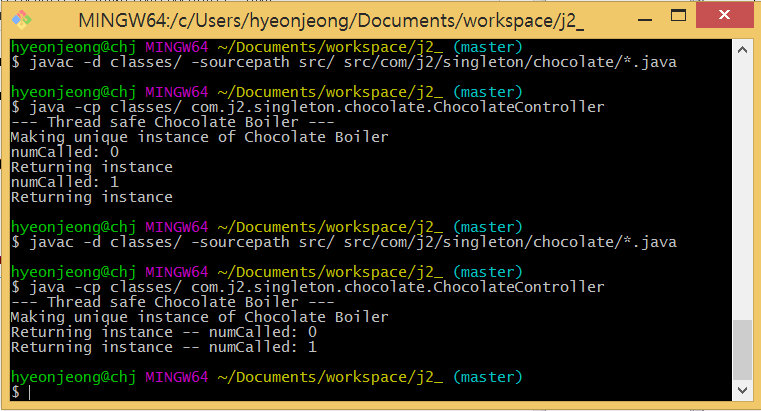 MINGW64:/c/Users/hyeonjeong/Documents/workspace/j2_
hyeonjeong@chj MINGW64 ~/Documents/workspace/j2_ (master)
$ javac -d classes/ -sourcepath src/ src/com/j2/singleton/chocolate/*.java
hyeonjeong@chj MINGW64 ~/Documents/workspace/j2_ (master)
$ java -cp classes/ com.j2.singleton.chocolate.ChocolateController
--- Thread safe Chocolate Boiler ---
Making unique instance of Chocolate Boiler
numCalled: 0
Returning instance
numCalled: 1
Returning instance
hyeonjeong@chj MINGW64 ~/Documents/workspace/j2_ (master)
$ javac -d classes/ -sourcepath src/ src/com/j2/singleton/chocolate/*.java
hyeonjeong@chj MINGW64 ~/Documents/workspace/j2_ (master)
$ java -cp classes/ com.j2.singleton.chocolate.ChocolateController
--- Thread safe Chocolate Boiler ---
Making unique instance of Chocolate Boiler
Returning instance -- numCalled: 0
Returning instance -- numCalled: 1
hyeonjeong@chj MINGW64 ~/Documents/workspace/j2_ (master)
$